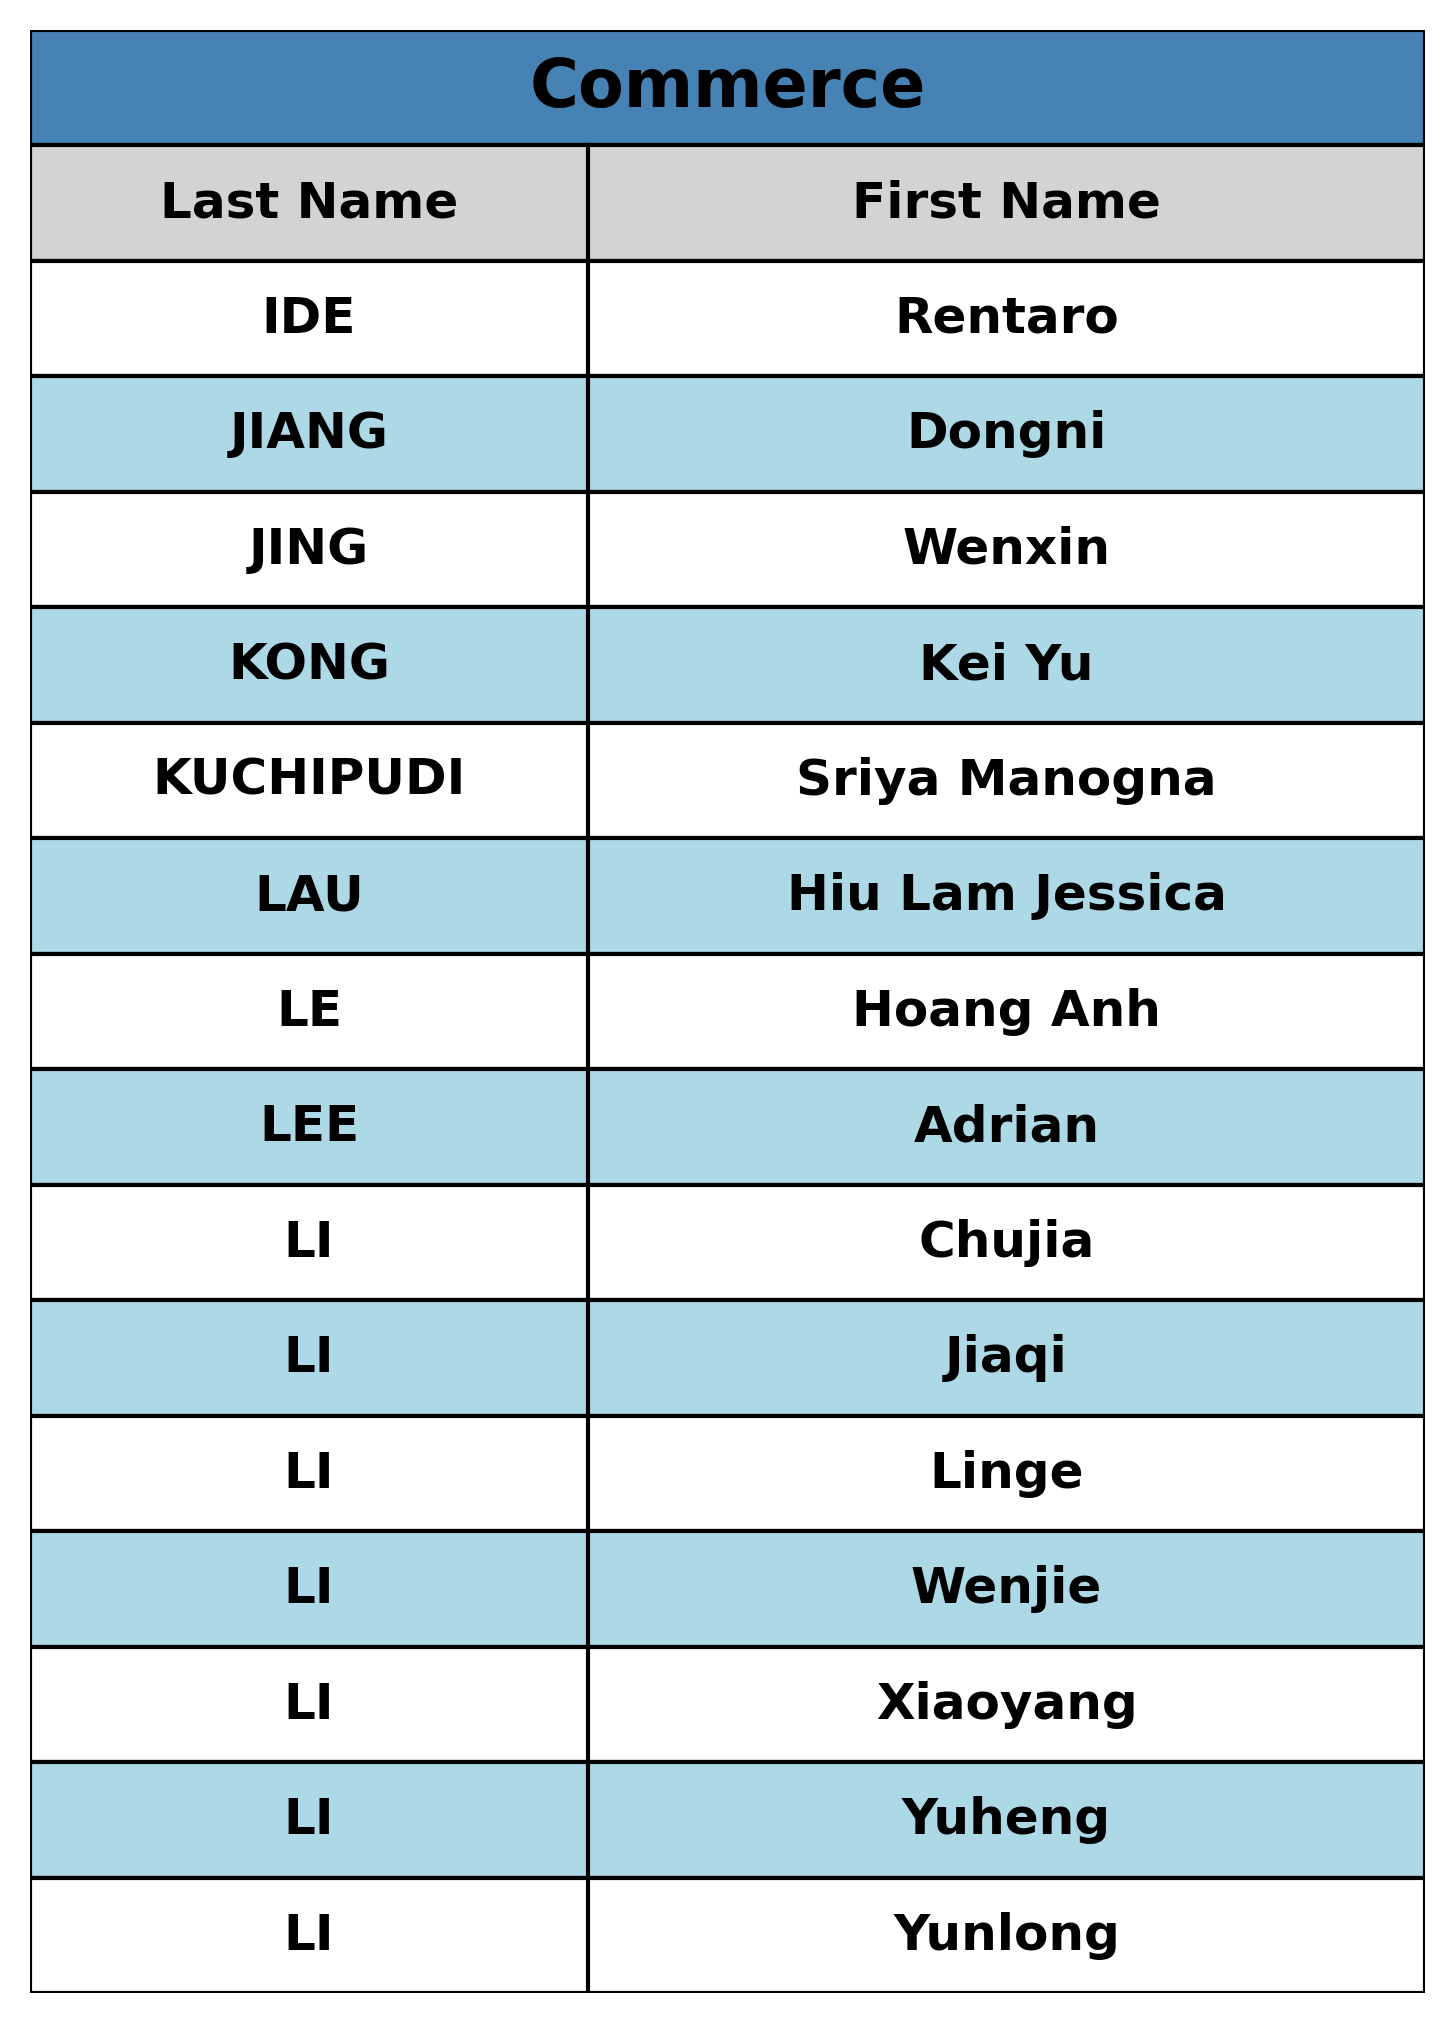 Commerce
Last Name First Name
IDE Rentaro
JIANG Dongni
JING Wenxin
KONG Kei Yu
KUCHIPUDI Sriya Manogna
LAU Hiu Lam Jessica
LE Hoang Anh
LEE Adrian
LI Chujia
LI Jiaqi
LI Linge
LI Wenjie
LI Xiaoyang
LI Yuheng
LI Yunlong